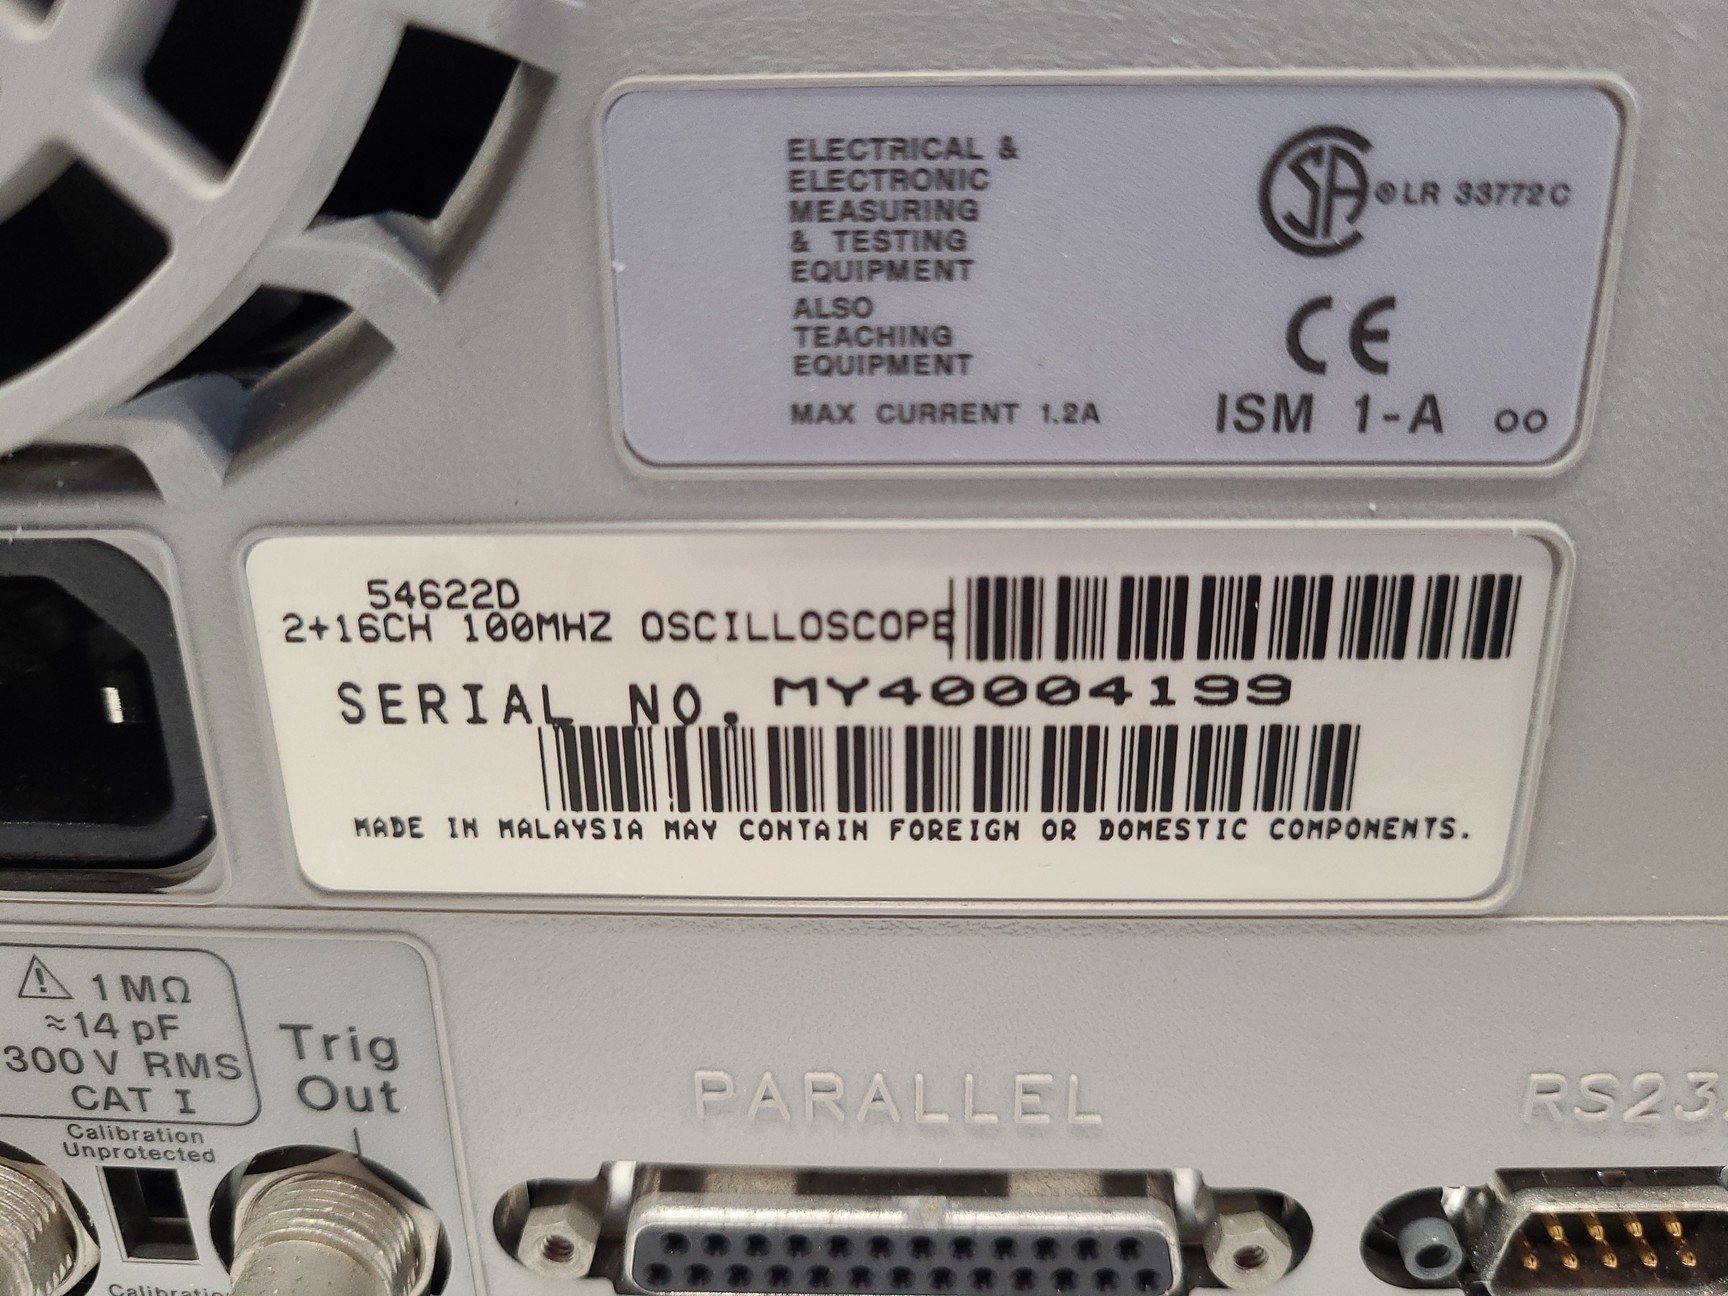 ELECTRICAL &
ELECTRONIC
MEASURING
& TESTING
EQUIPMENT
ALSO
TEACHING
EQUIPMENT
MAX CURRENT 1.2A
SA ® LR 33772C
CE
ISM 1-A
54622D
2+16CH 100MHZ OSCILLOSCOPE
SERIAL NO. MY40004199
MADE IN MALAYSIA MAY CONTAIN FOREIGN OR DOMESTIC COMPONENTS.
⚠ 1 MΩ
≈14 pF
300 V RMS
CAT I
Trig
Out
Calibration
Unprotected
PARALLEL